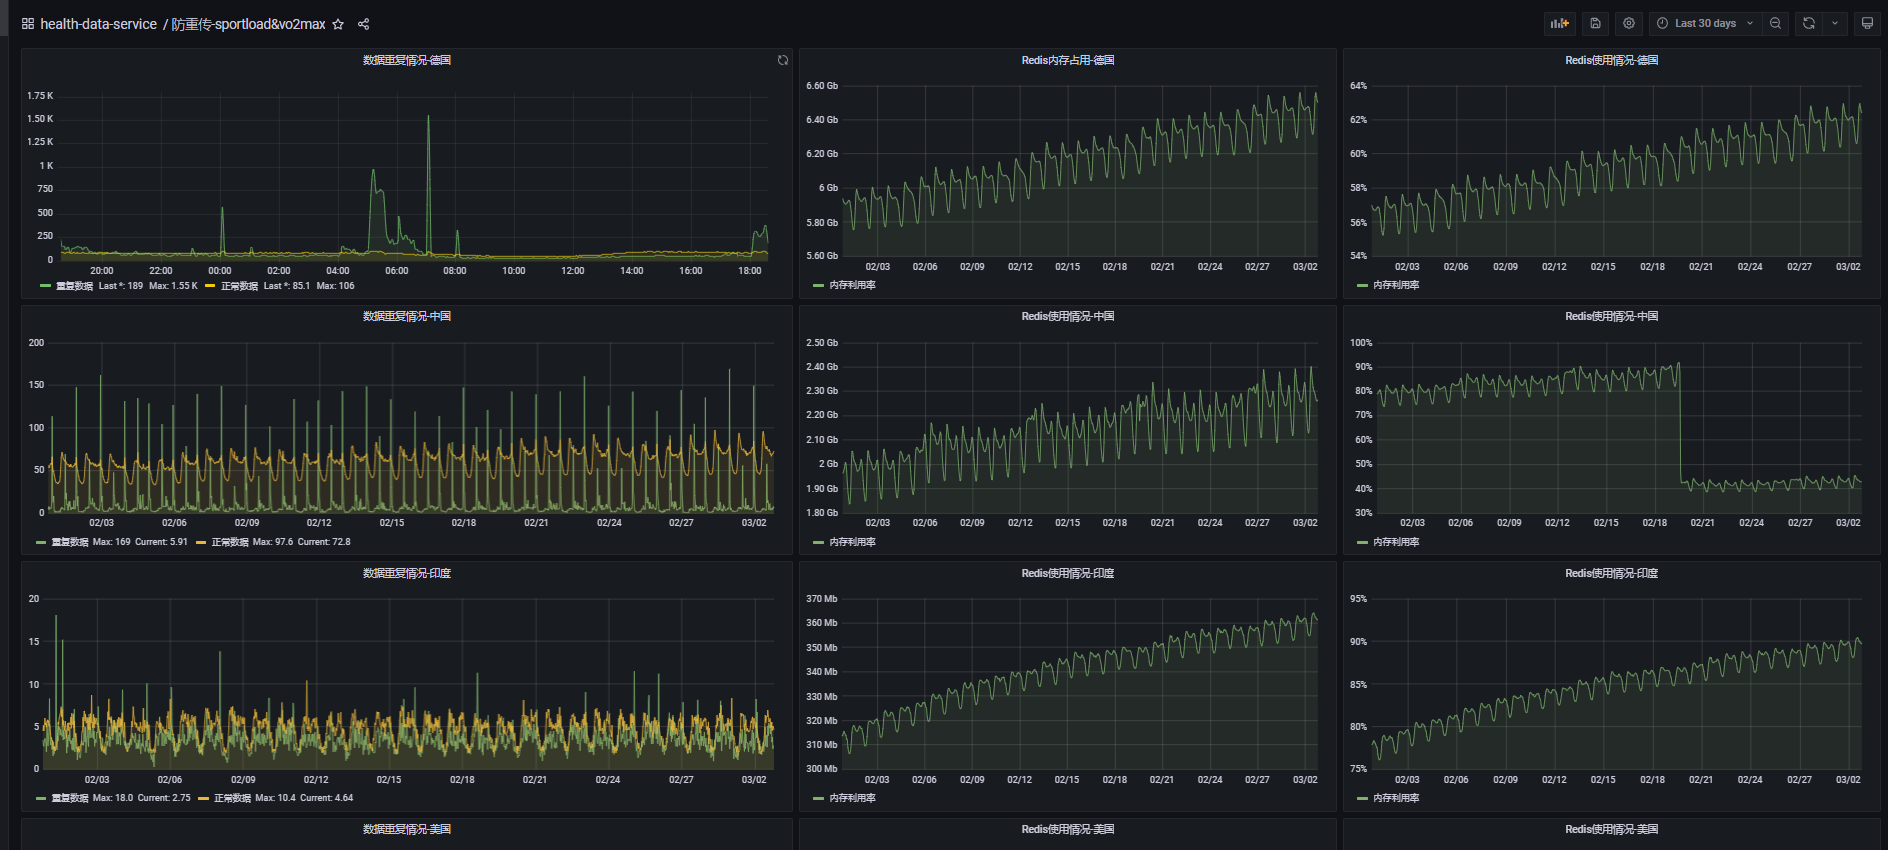 health-data-service / 防重传-sportload&vo2max
Last 30 days
数据重复情况-德国
1.75 K
1.50 K
1.25 K
1 K
750
500
250
0
20:00 22:00 00:00 02:00 04:00 06:00 08:00 10:00 12:00 14:00 16:00 18:00
重复数据 Last *: 189 Max: 1.55 K 正常数据 Last *: 85.1 Max: 106
Redis内存占用-德国
6.60 Gb
6.40 Gb
6.20 Gb
6 Gb
5.80 Gb
5.60 Gb
02/03 02/06 02/09 02/12 02/15 02/18 02/21 02/24 02/27 03/02
内存利用率
Redis使用情况-德国
64%
62%
60%
58%
56%
54%
02/03 02/06 02/09 02/12 02/15 02/18 02/21 02/24 02/27 03/02
内存利用率
数据重复情况-中国
200
150
100
50
0
02/03 02/06 02/09 02/12 02/15 02/18 02/21 02/24 02/27 03/02
重复数据 Max: 169 Current: 5.91 正常数据 Max: 97.6 Current: 72.8
Redis使用情况-中国
2.50 Gb
2.40 Gb
2.30 Gb
2.20 Gb
2.10 Gb
2 Gb
1.90 Gb
1.80 Gb
02/03 02/06 02/09 02/12 02/15 02/18 02/21 02/24 02/27 03/02
内存利用率
Redis使用情况-中国
100%
90%
80%
70%
60%
50%
40%
30%
02/03 02/06 02/09 02/12 02/15 02/18 02/21 02/24 02/27 03/02
内存利用率
数据重复情况-印度
20
15
10
5
0
02/03 02/06 02/09 02/12 02/15 02/18 02/21 02/24 02/27 03/02
重复数据 Max: 18.0 Current: 2.75 正常数据 Max: 10.4 Current: 4.64
Redis使用情况-印度
370 Mb
360 Mb
350 Mb
340 Mb
330 Mb
320 Mb
310 Mb
300 Mb
02/03 02/06 02/09 02/12 02/15 02/18 02/21 02/24 02/27 03/02
内存利用率
Redis使用情况-印度
95%
90%
85%
80%
75%
02/03 02/06 02/09 02/12 02/15 02/18 02/21 02/24 02/27 03/02
内存利用率
数据重复情况-美国
Redis使用情况-美国
Redis使用情况-美国